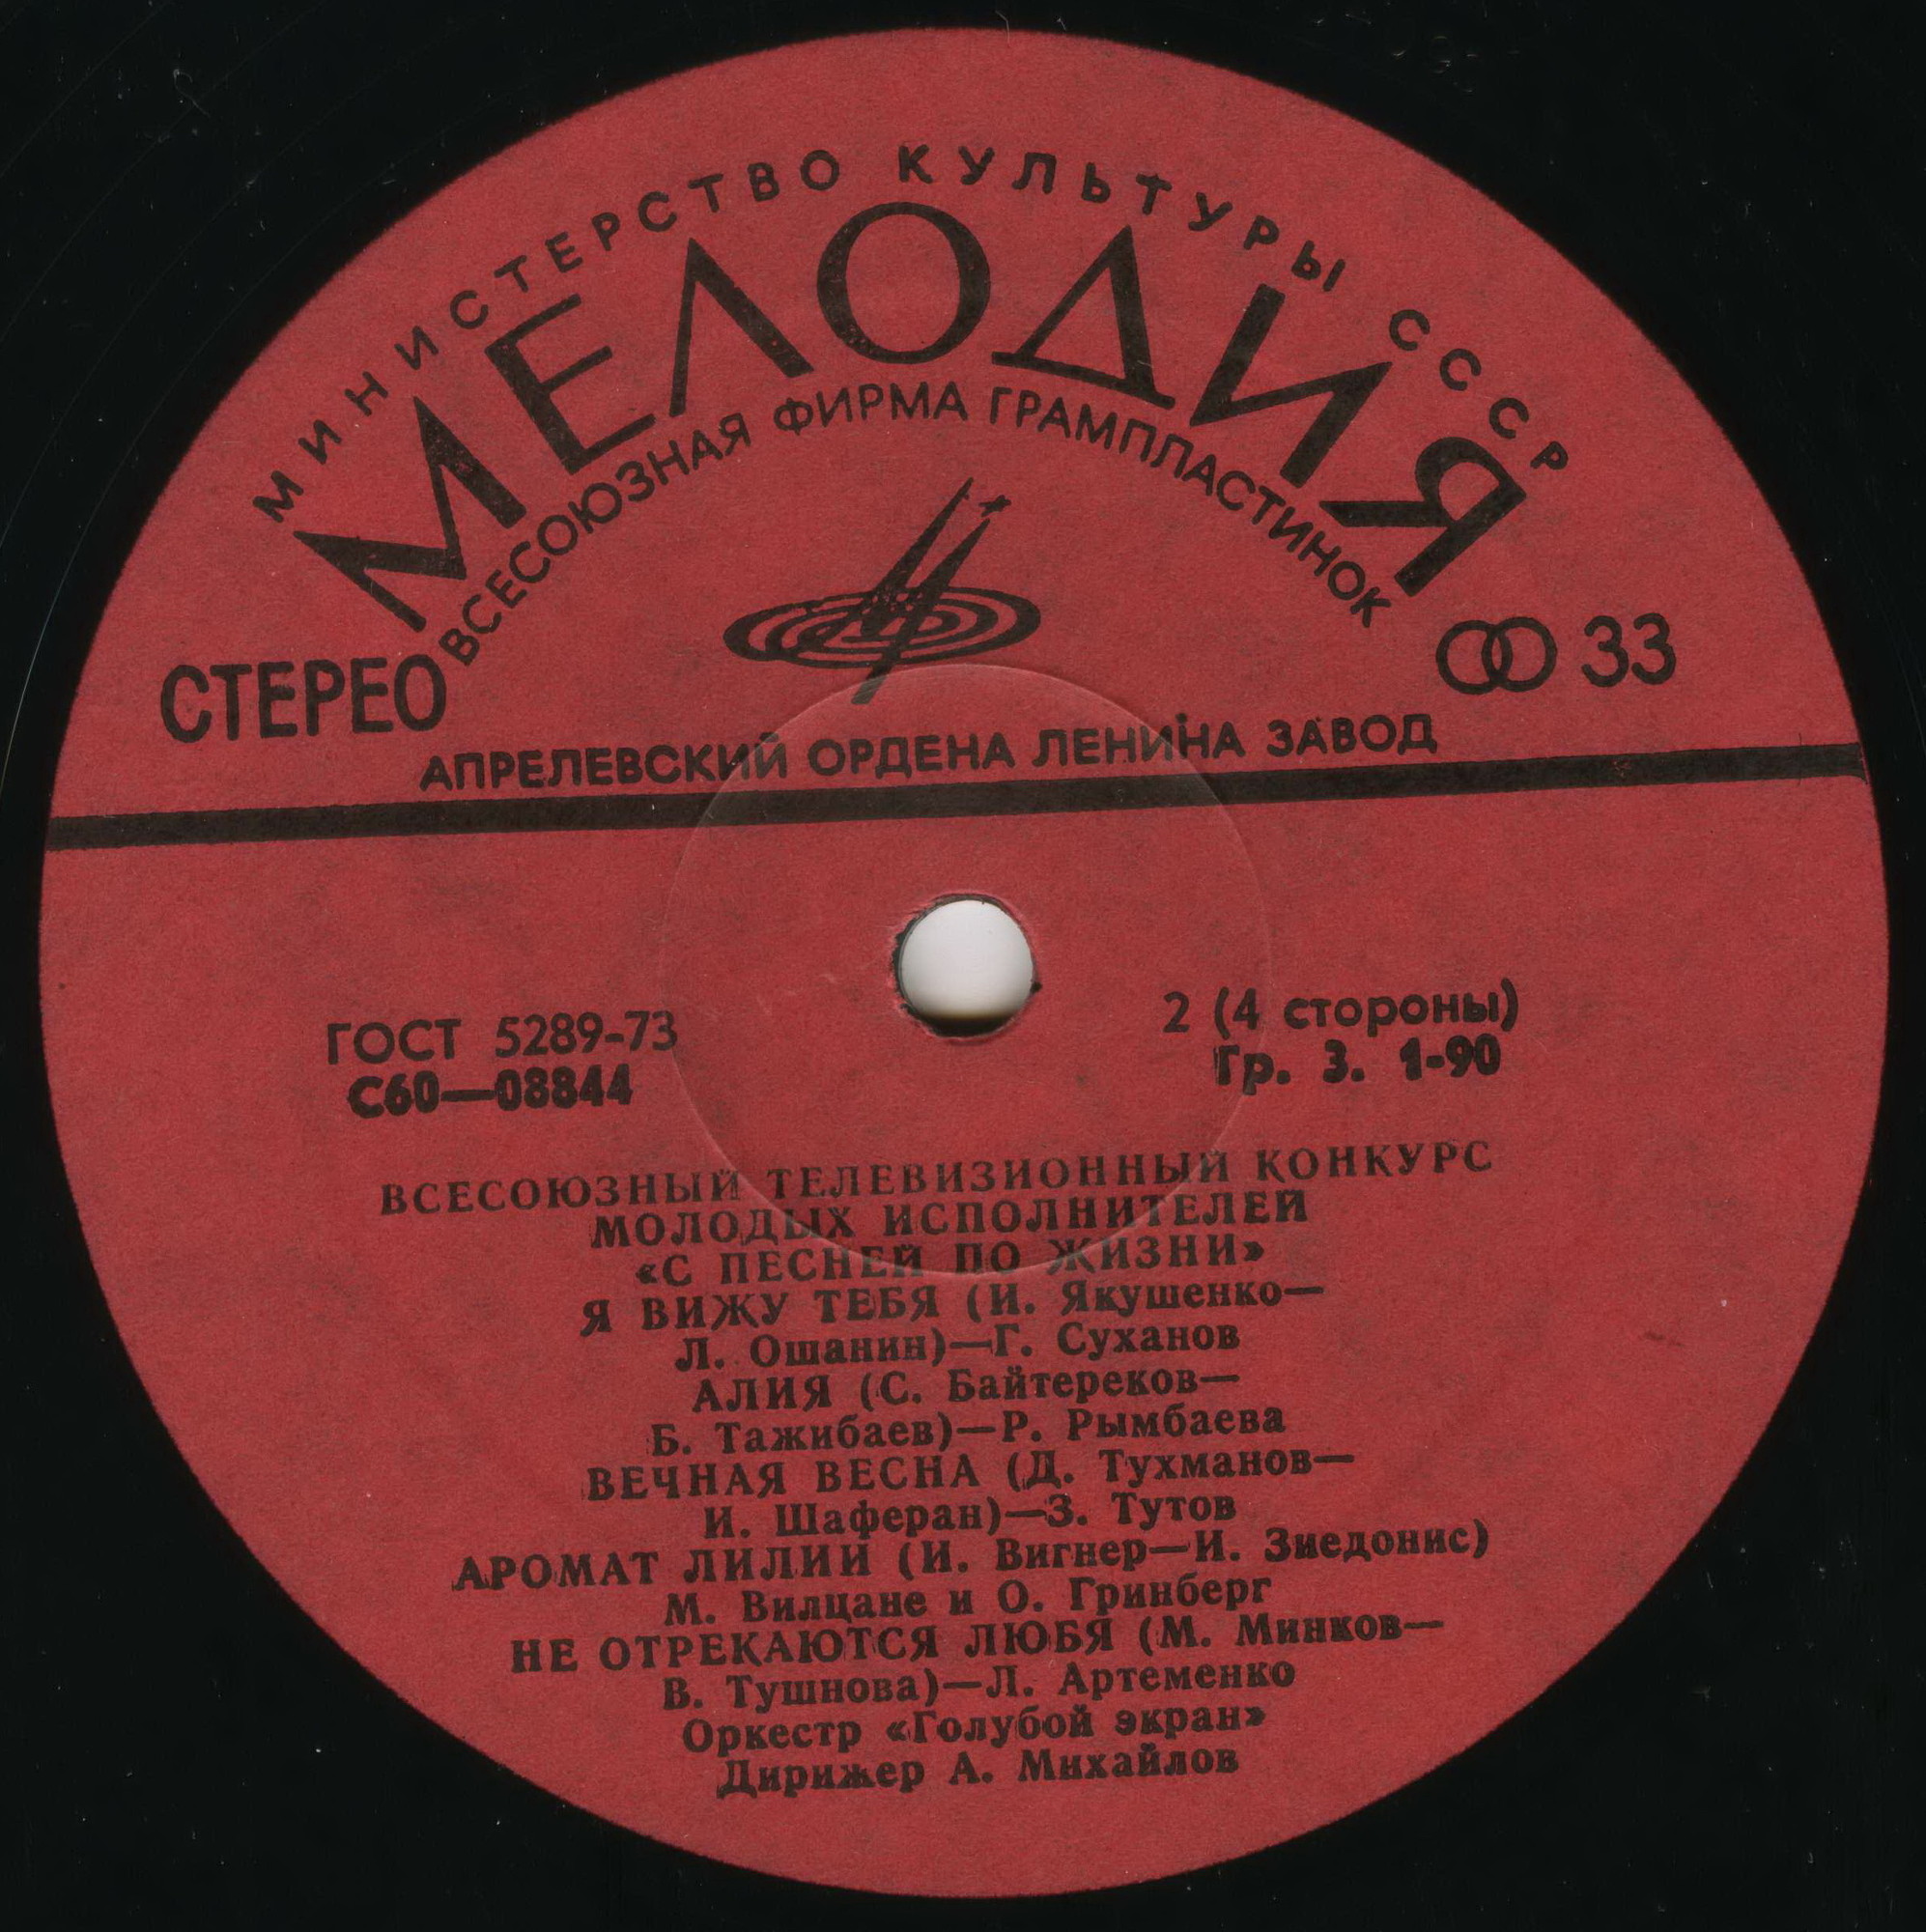 МИНИСТЕРСТВО КУЛЬТУРЫ СССР
МЕЛОДИЯ
ВСЕСОЮЗНАЯ ФИРМА ГРАМПЛАСТИНОК
СТЕРЕО
33
АПРЕЛЕВСКИЙ ОРДЕНА ЛЕНИНА ЗАВОД
ГОСТ 5289-73
С60—08844
2 (4 стороны)
Гр. 3. 1-90
ВСЕСОЮЗНЫЙ ТЕЛЕВИЗИОННЫЙ КОНКУРС
МОЛОДЫХ ИСПОЛНИТЕЛЕЙ
«С ПЕСНЕЙ ПО ЖИЗНИ»
Я ВИЖУ ТЕБЯ (И. Якушенко—
Л. Ошанин)—Г. Суханов
АЛИЯ (С. Байтереков—
Б. Тажибаев)—Р. Рымбаева
ВЕЧНАЯ ВЕСНА (Д. Тухманов—
И. Шаферан)—З. Тутов
АРОМАТ ЛИЛИИ (И. Вигнер—И. Зиедонис)
М. Вилцане и О. Гринберг
НЕ ОТРЕКАЮТСЯ ЛЮБЯ (М. Минков—
В. Тушнова)—Л. Артеменко
Оркестр «Голубой экран»
Дирижер А. Михайлов